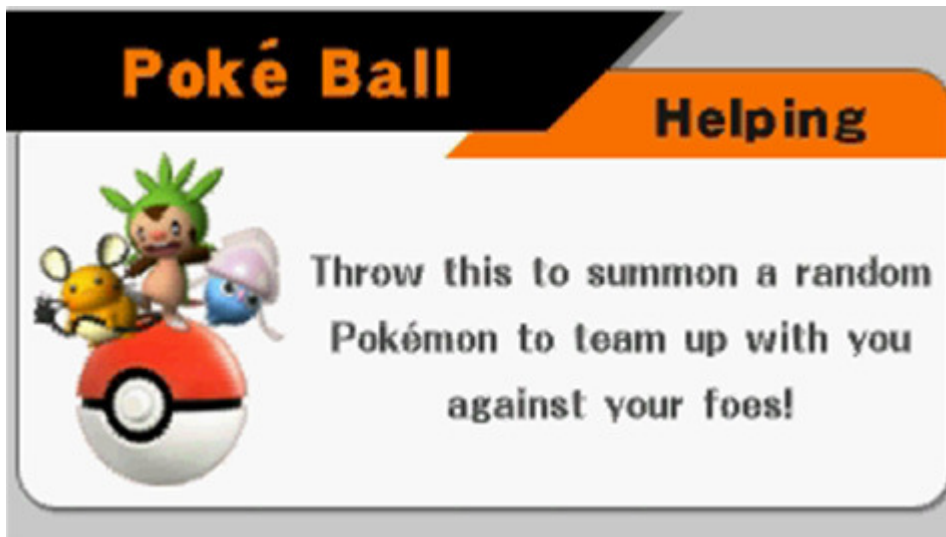 Poké Ball
Helping
Throw this to summon a random
Pokémon to team up with you
against your foes!